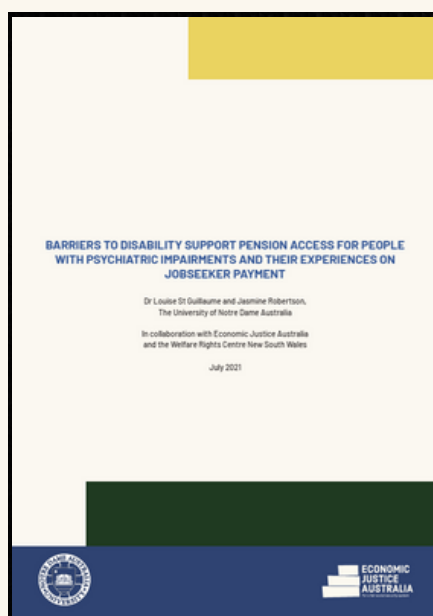 BARRIERS TO DISABILITY SUPPORT PENSION ACCESS FOR PEOPLE
WITH PSYCHIATRIC IMPAIRMENTS AND THEIR EXPERIENCES ON
JOBSEEKER PAYMENT
Dr Louise St Guillaume and Jasmine Robertson,
The University of Notre Dame Australia
In collaboration with Economic Justice Australia
and the Welfare Rights Centre New South Wales
July 2021
ECONOMIC
JUSTICE
AUSTRALIA